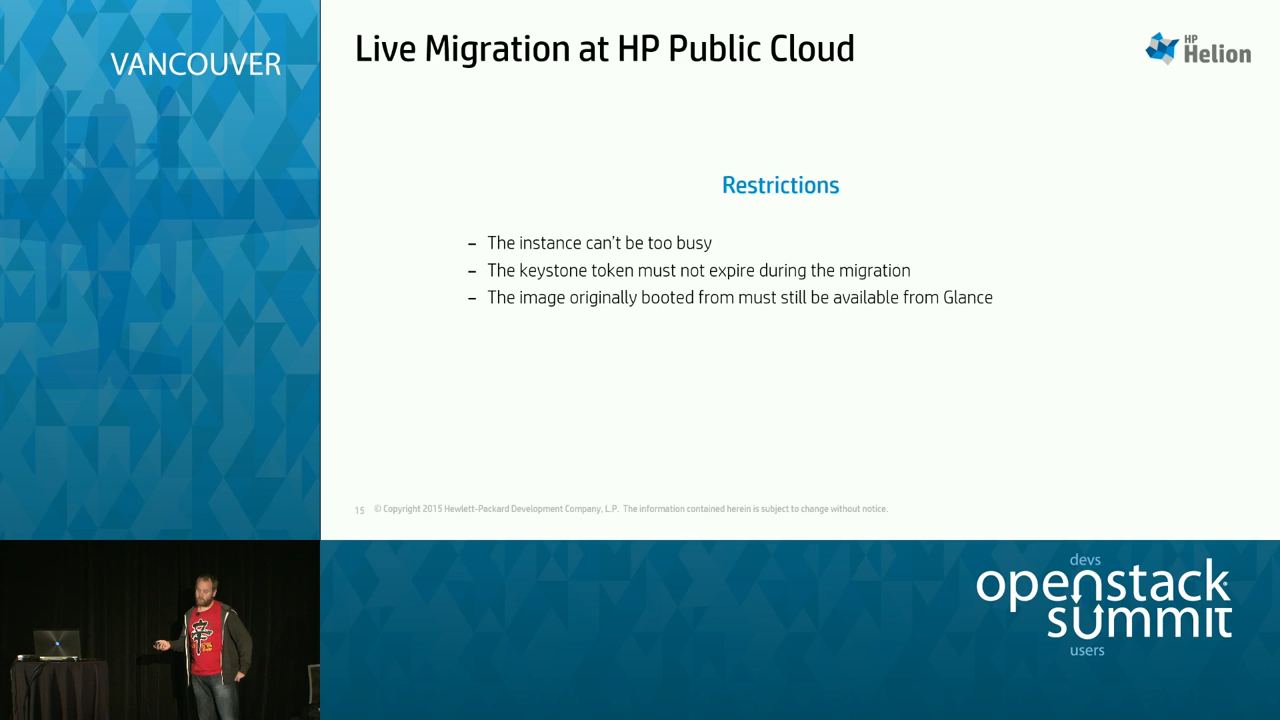 VANCOUVER
Live Migration at HP Public Cloud
HP
Helion
Restrictions
– The instance can't be too busy
– The keystone token must not expire during the migration
– The image originally booted from must still be available from Glance
15 © Copyright 2015 Hewlett-Packard Development Company, L.P. The information contained herein is subject to change without notice.
devs
openstack
summit
users